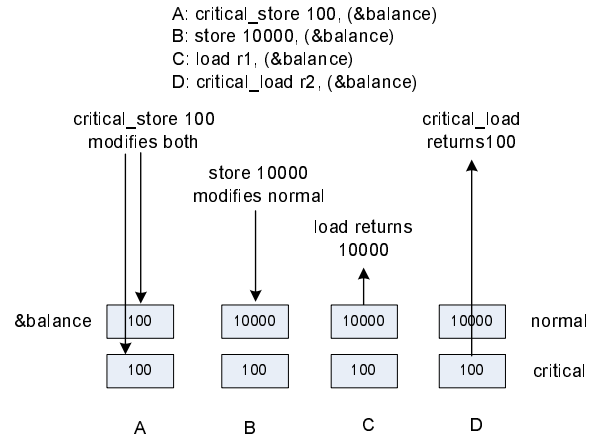 A: critical_store 100, (&balance)
B: store 10000, (&balance)
C: load r1, (&balance)
D: critical_load r2, (&balance)
critical_store 100
modifies both
store 10000
modifies normal
load returns
10000
critical_load
returns100
&balance 100 10000 10000 10000 normal
100 100 100 100 critical
A B C D